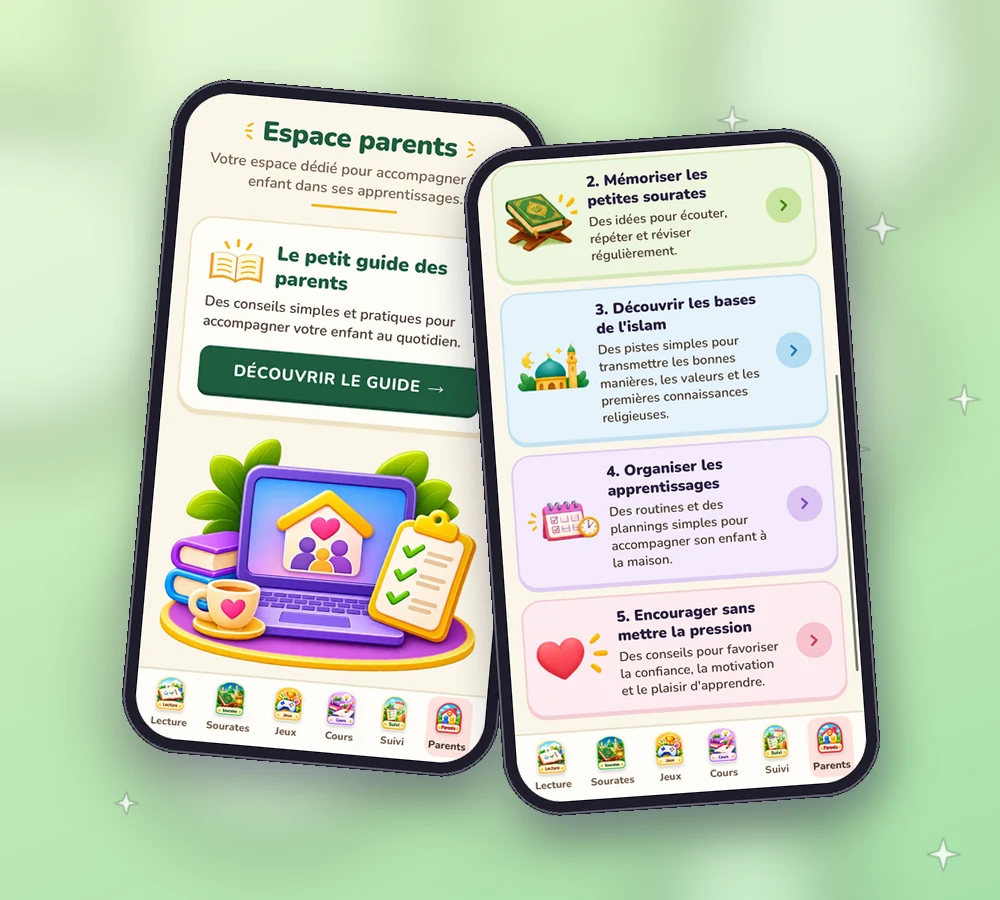 Espace parents
Votre espace dédié pour accompagner
enfant dans ses apprentissages.
Le petit guide des
parents
Des conseils simples et pratiques pour
accompagner votre enfant au quotidien.
DÉCOUVRIR LE GUIDE →
Lecture
Sourates
Jeux
Cours
Suivi
Parents
2. Mémoriser les
petites sourates
Des idées pour écouter,
répéter et réviser
régulièrement.
3. Découvrir les bases
de l'islam
Des pistes simples pour
transmettre les bonnes
manières, les valeurs et les
premières connaissances
religieuses.
4. Organiser les
apprentissages
Des routines et des
plannings simples pour
accompagner son enfant à
la maison.
5. Encourager sans
mettre la pression
Des conseils pour favoriser
la confiance, la motivation
et le plaisir d'apprendre.
Lecture
Sourates
Jeux
Cours
Suivi
Parents